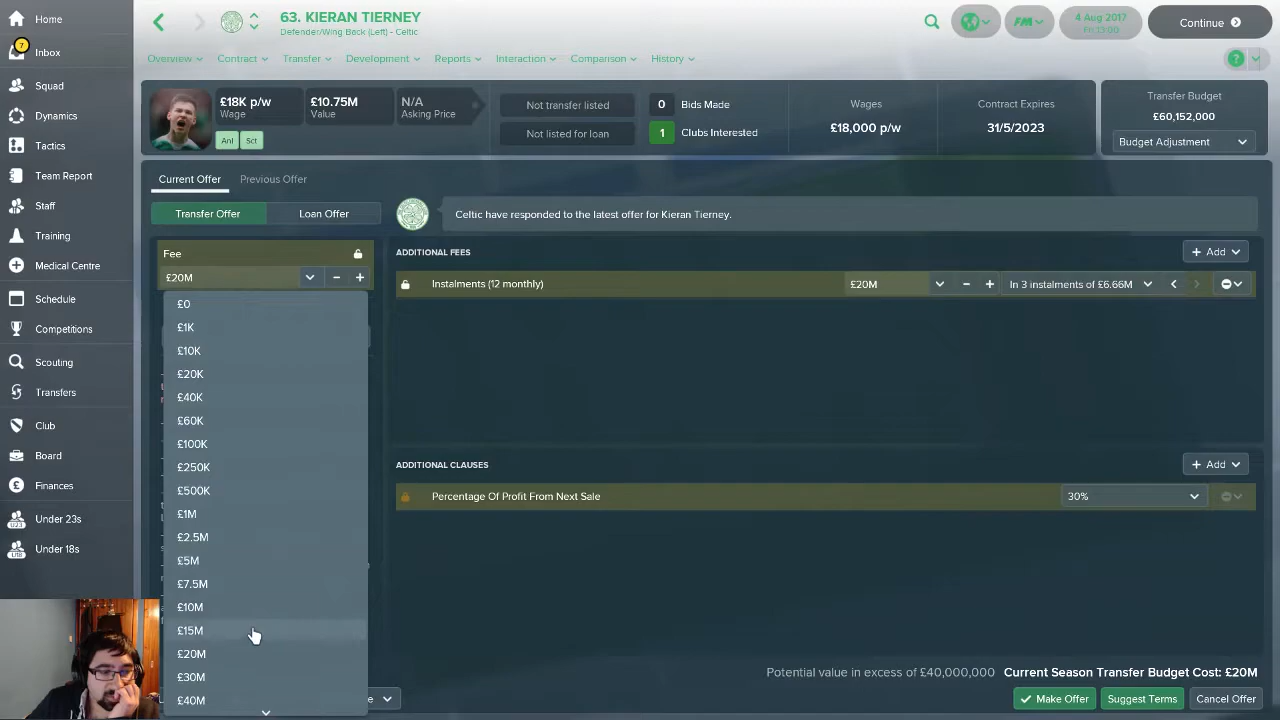 Home
7
Inbox
Squad
Dynamics
Tactics
Team Report
Staff
Training
Medical Centre
Schedule
Competitions
Scouting
Transfers
Club
Board
Finances
Under 23s
Under 18s
63. KIERAN TIERNEY
Defender/Wing Back (Left) - Celtic
FM
4 Aug 2017
Fri 13:00
Continue
Overview
Contract
Transfer
Development
Reports
Interaction
Comparison
History
?
£18K p/w
Wage
£10.75M
Value
N/A
Asking Price
Anl
Sct
Not transfer listed
Not listed for loan
0 Bids Made
1 Clubs Interested
Wages
£18,000 p/w
Contract Expires
31/5/2023
Transfer Budget
£60,152,000
Budget Adjustment
Current Offer
Previous Offer
Transfer Offer
Loan Offer
Celtic have responded to the latest offer for Kieran Tierney.
Fee
£20M
£0
£1K
£10K
£20K
£40K
£60K
£100K
£250K
£500K
£1M
£2.5M
£5M
£7.5M
£10M
£15M
£20M
£30M
£40M
ADDITIONAL FEES
+ Add
Instalments (12 monthly)
£20M
In 3 instalments of £6.66M
ADDITIONAL CLAUSES
+ Add
Percentage Of Profit From Next Sale
30%
Potential value in excess of £40,000,000
Current Season Transfer Budget Cost: £20M
Make Offer
Suggest Terms
Cancel Offer